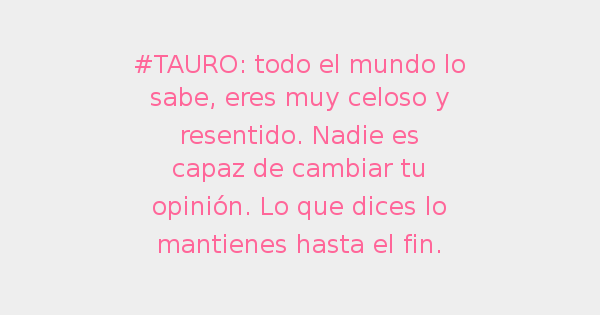 #TAURO: todo el mundo lo
sabe, eres muy celoso y
resentido. Nadie es
capaz de cambiar tu
opinión. Lo que dices lo
mantienes hasta el fin.